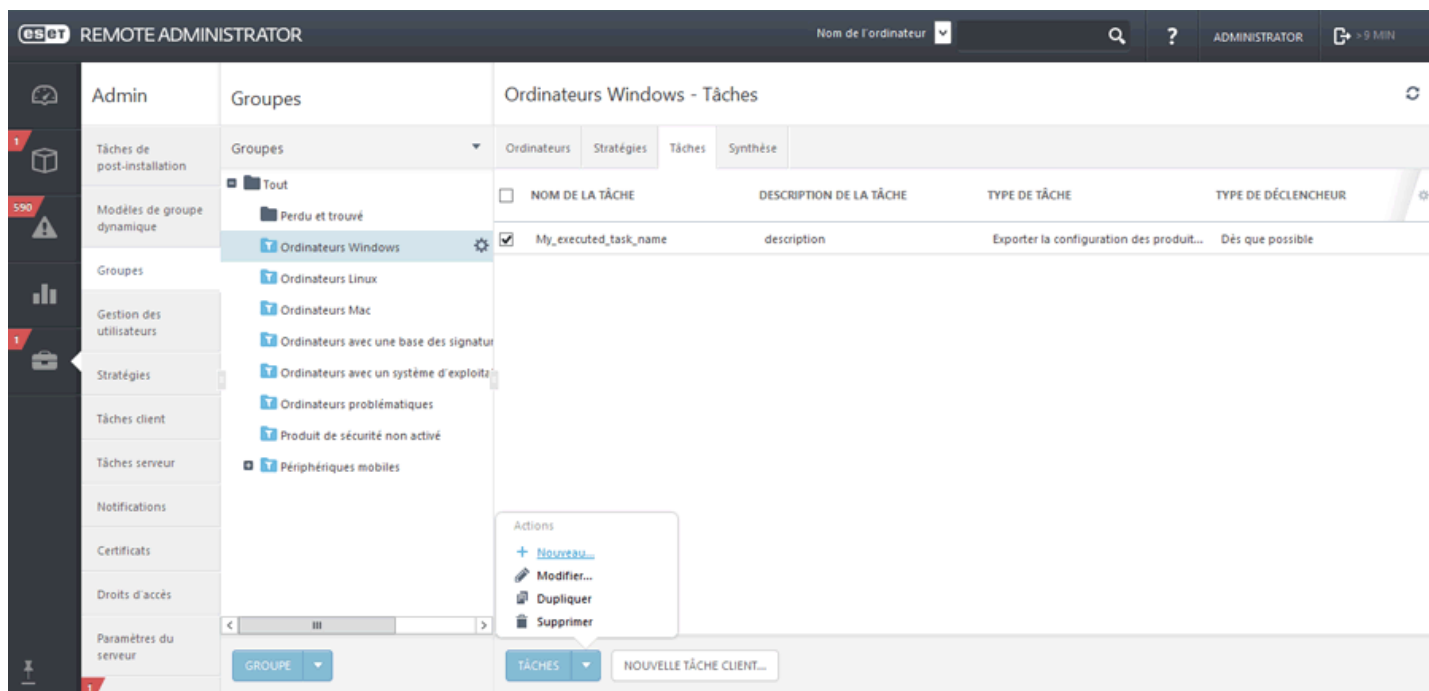 eset REMOTE ADMINISTRATOR
Nom de l'ordinateur
?
ADMINISTRATOR
>9 MIN
Admin
Groupes
Ordinateurs Windows - Tâches
1
590
1
Tâches de
post-installation
Modèles de groupe
dynamique
Groupes
Gestion des
utilisateurs
Stratégies
Tâches client
Tâches serveur
Notifications
Certificats
Droits d'accès
Paramètres du
serveur
1
Groupes
Tout
Perdu et trouvé
Ordinateurs Windows
Ordinateurs Linux
Ordinateurs Mac
Ordinateurs avec une base des signatur
Ordinateurs avec un système d'exploita
Ordinateurs problématiques
Produit de sécurité non activé
Périphériques mobiles
GROUPE
Ordinateurs Stratégies Tâches Synthèse
NOM DE LA TÂCHE DESCRIPTION DE LA TÂCHE TYPE DE TÂCHE TYPE DE DÉCLENCHEUR
My_executed_task_name description Exporter la configuration des produit... Dès que possible
Actions
Nouveau...
Modifier...
Dupliquer
Supprimer
TÂCHES
NOUVELLE TÂCHE CLIENT...